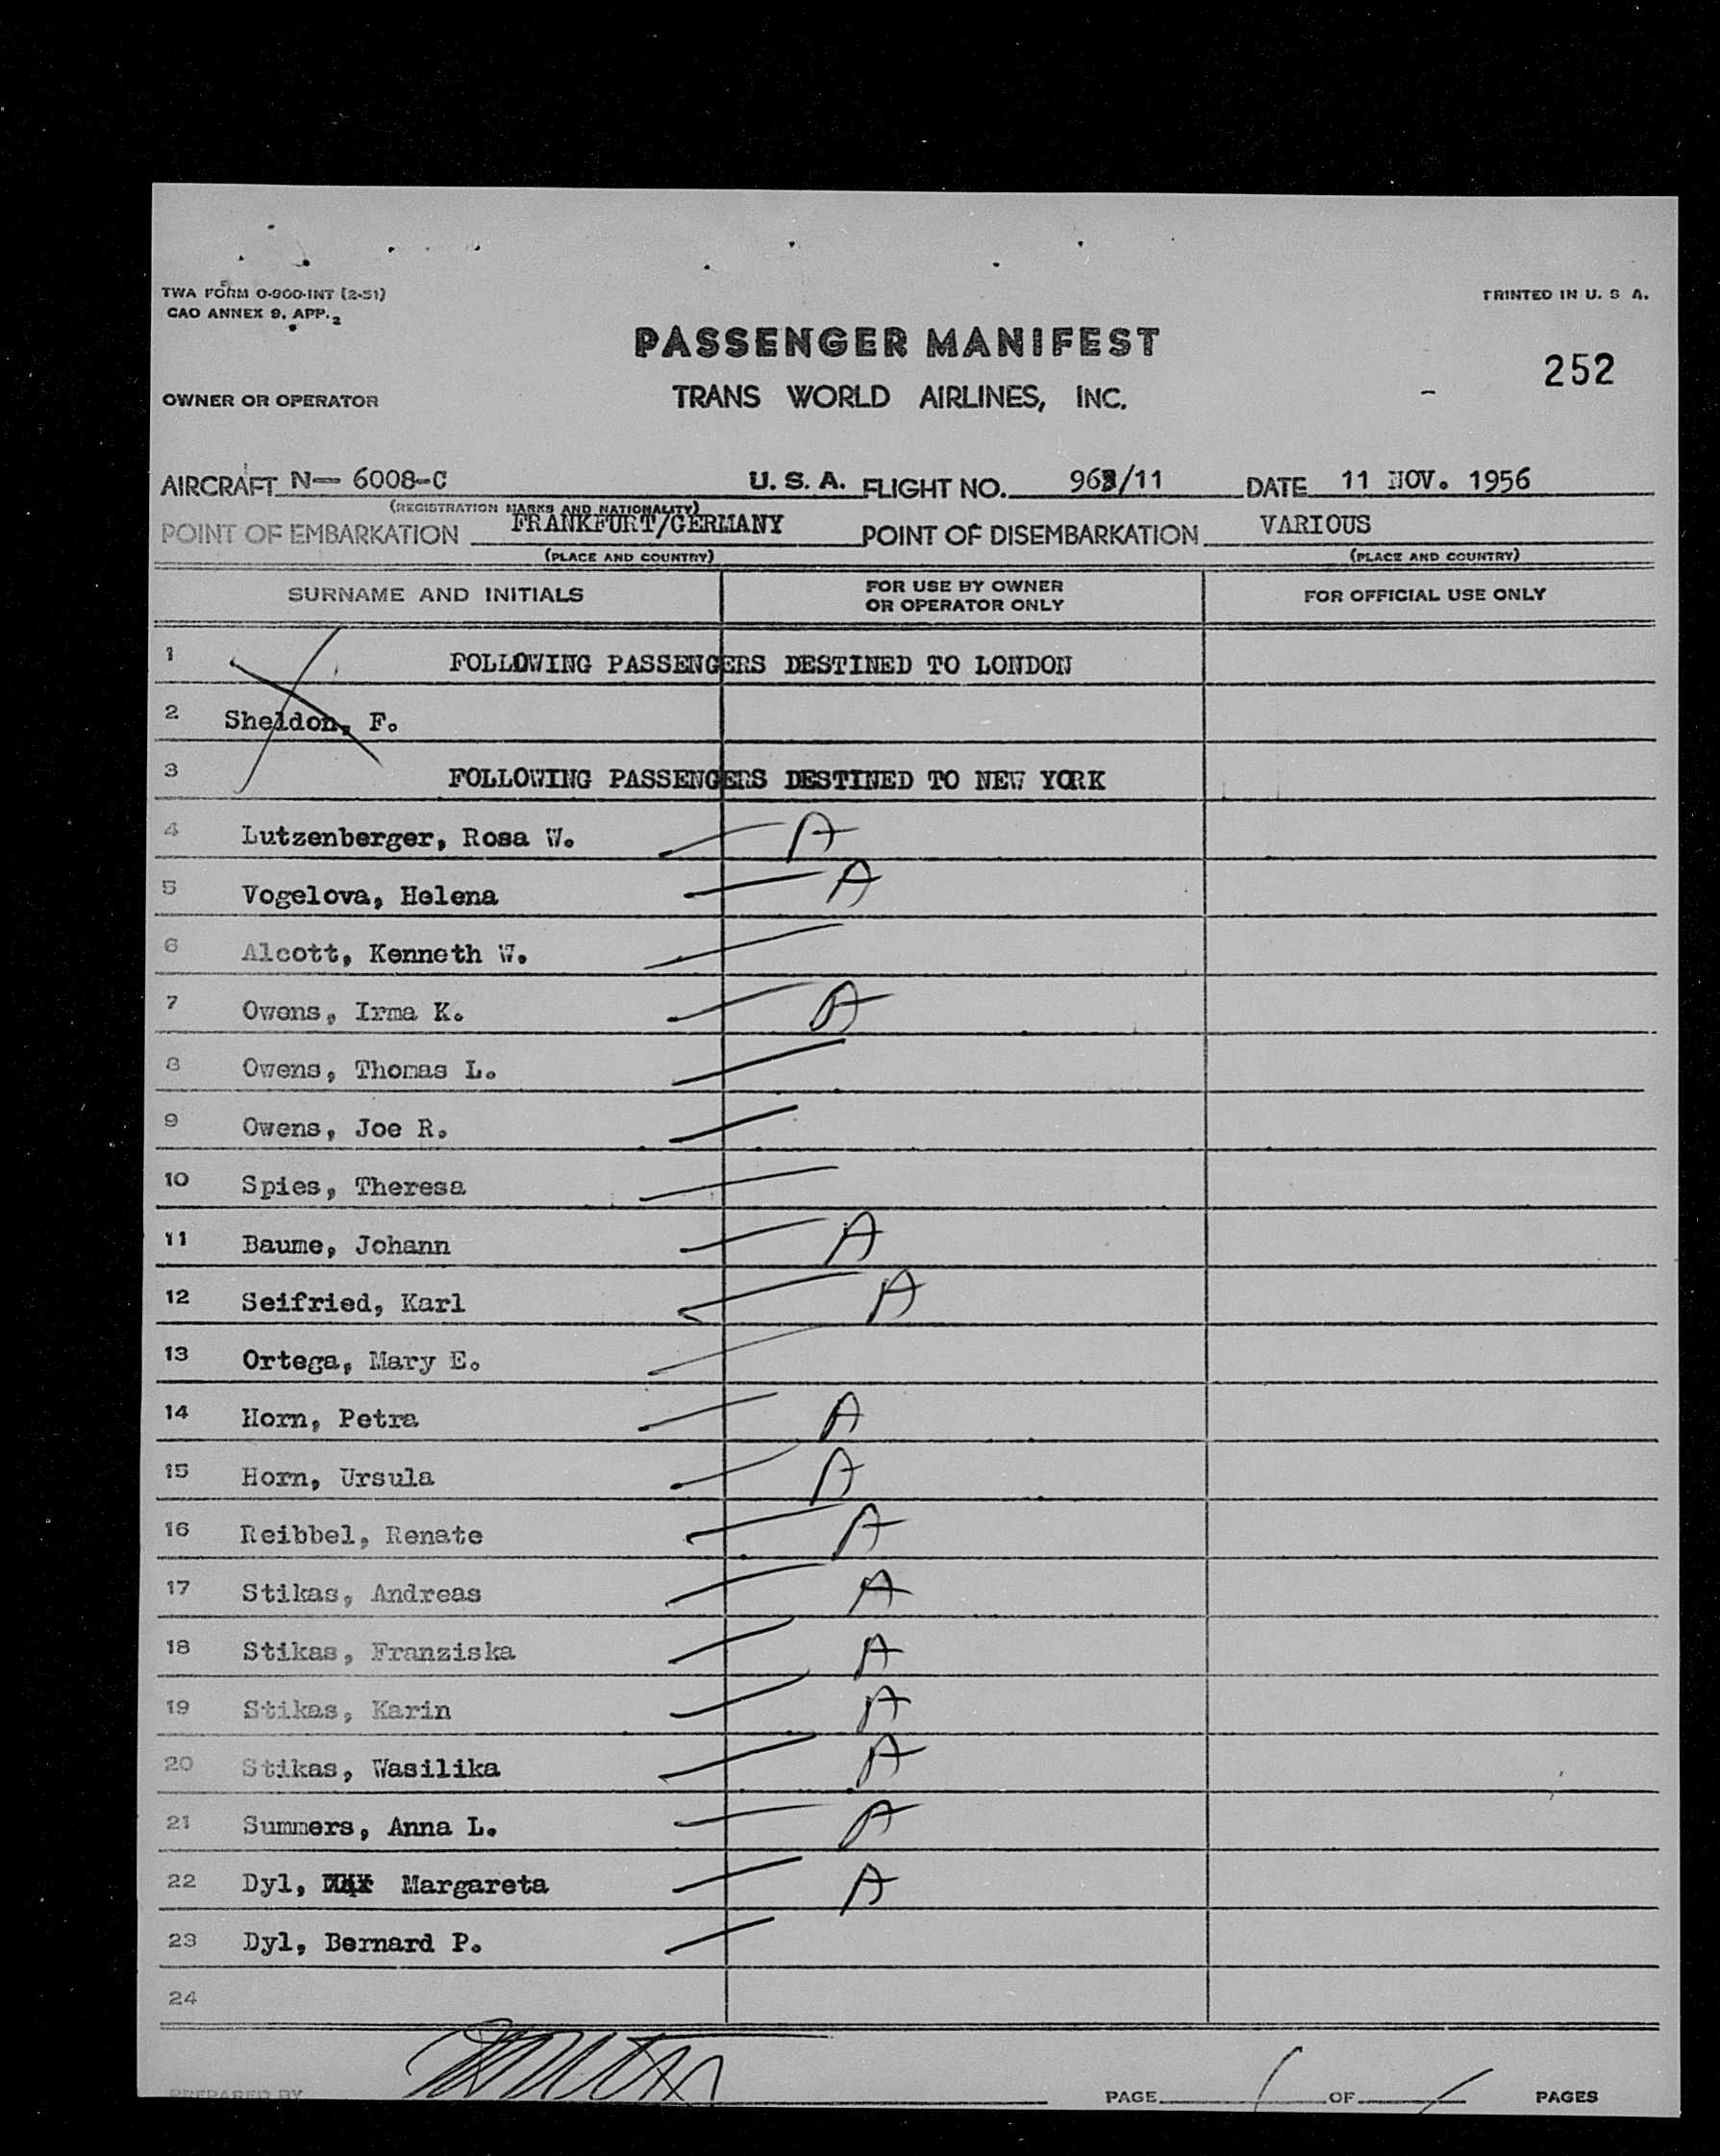 TWA FORM O-900-INT (2-51)
CAO ANNEX 9, APP. 2
PRINTED IN U. S A.
PASSENGER MANIFEST
252
OWNER OR OPERATOR
TRANS WORLD AIRLINES, INC.
AIRCRAFT N— 6008-C U. S. A. FLIGHT NO. 963/11 DATE 11 NOV. 1956
(REGISTRATION MARKS AND NATIONALITY)
POINT OF EMBARKATION FRANKFURT/GERMANY POINT OF DISEMBARKATION VARIOUS
(PLACE AND COUNTRY) (PLACE AND COUNTRY)
SURNAME AND INITIALS FOR USE BY OWNER OR OPERATOR ONLY FOR OFFICIAL USE ONLY
1 FOLLOWING PASSENGERS DESTINED TO LONDON
2 Sheldon, F.
3 FOLLOWING PASSENGERS DESTINED TO NEW YORK
4 Lutzenberger, Rosa W. A
5 Vogelova, Helena A
6 Alcott, Kenneth W.
7 Owens, Irma K. A
8 Owens, Thomas L.
9 Owens, Joe R.
10 Spies, Theresa
11 Baume, Johann A
12 Seifried, Karl A
13 Ortega, Mary E.
14 Horn, Petra A
15 Horn, Ursula A
16 Reibbel, Renate A
17 Stikas, Andreas A
18 Stikas, Franziska A
19 Stikas, Karin A
20 Stikas, Wasilika A
21 Summers, Anna L. A
22 Dyl, Margareta A
23 Dyl, Bernard P.
24
PREPARED BY PAGE 1 OF 1 PAGES